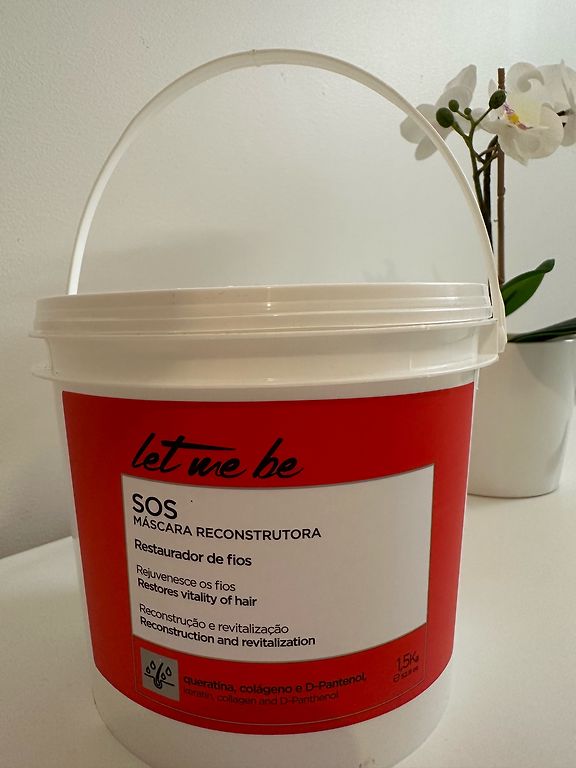 let me be
SOS
MÁSCARA RECONSTRUTORA
Restaurador de fios
Rejuvenesce os fios
Restores vitality of hair
Reconstrução e revitalização
Reconstruction and revitalization
queratina, colágeno e D-Pantenol,
keratin, collagen and D-Panthenol
1,5Kg